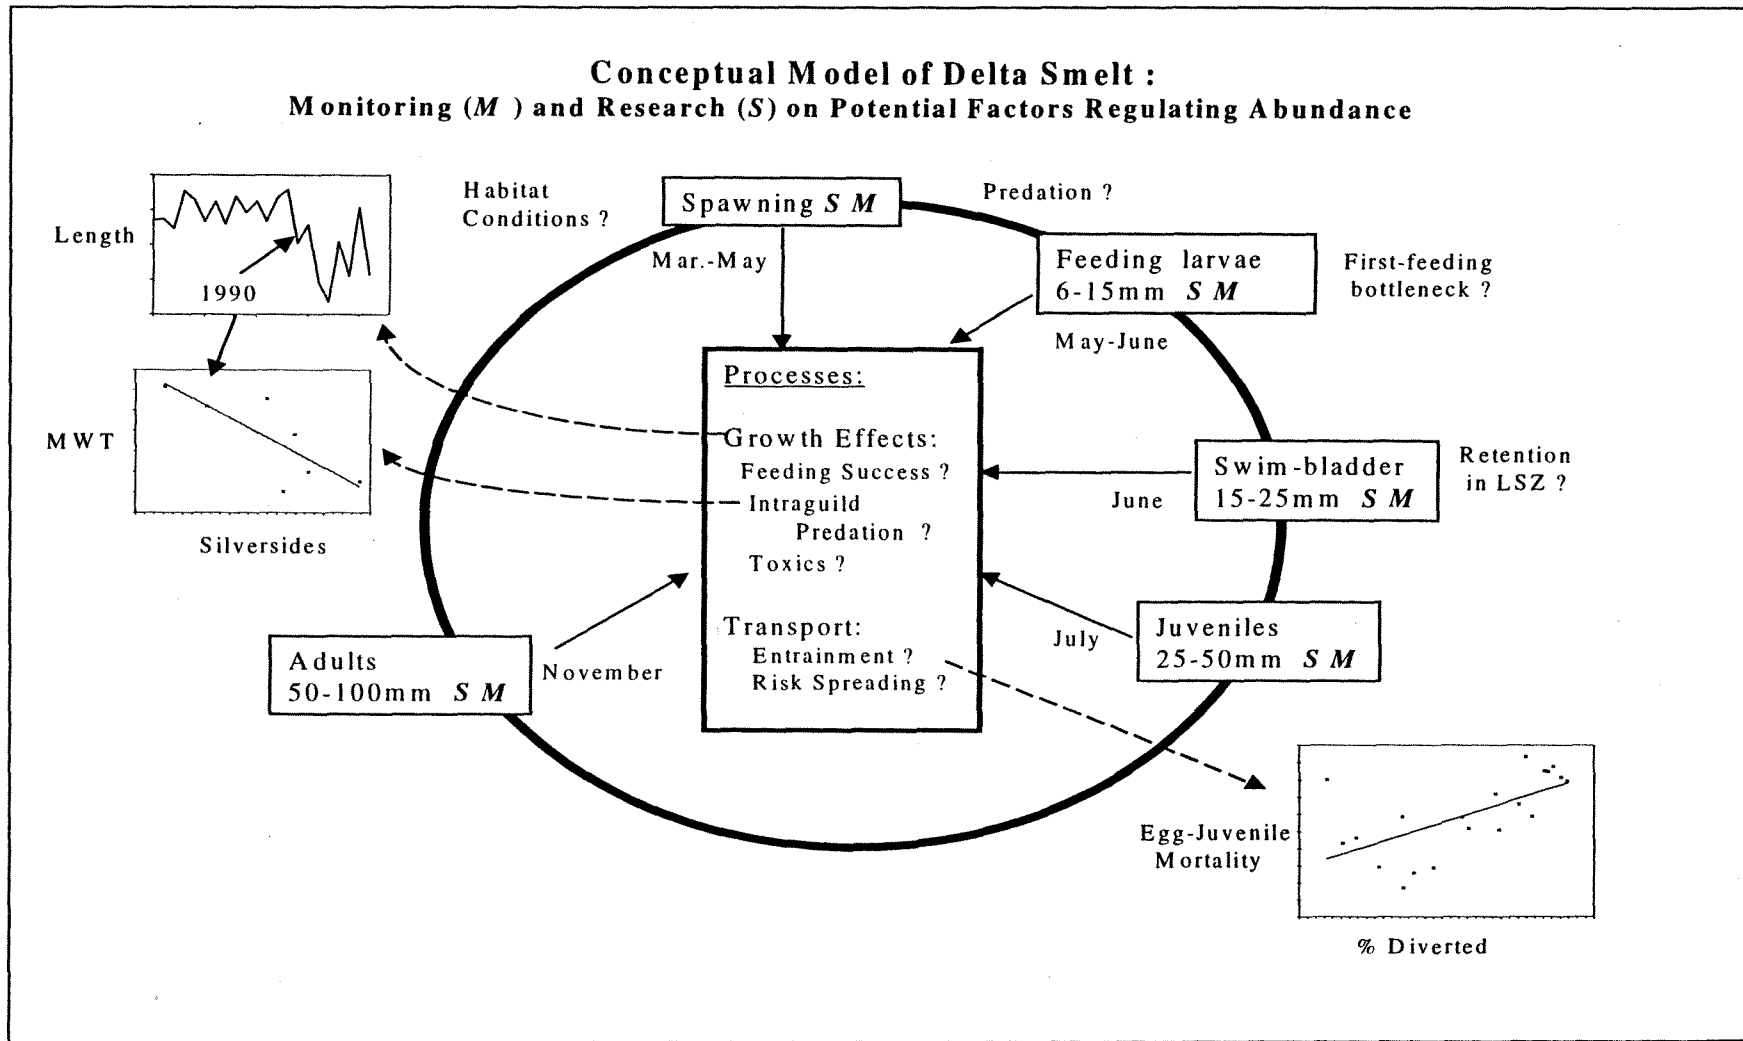 Conceptual Model of Delta Smelt :
Monitoring (M ) and Research (S) on Potential Factors Regulating Abundance
Length
1990
MWT
Silversides
Habitat
Conditions ?
Spawning S M
Mar.-May
Predation ?
Feeding larvae
6-15mm S M
May-June
First-feeding
bottleneck ?
Swim-bladder
15-25mm S M
June
Retention
in LSZ ?
Juveniles
25-50mm S M
July
Adults
50-100mm S M
November
Processes:
Growth Effects:
Feeding Success ?
Intraguild
Predation ?
Toxics ?
Transport:
Entrainment ?
Risk Spreading ?
Egg-Juvenile
Mortality
% Diverted